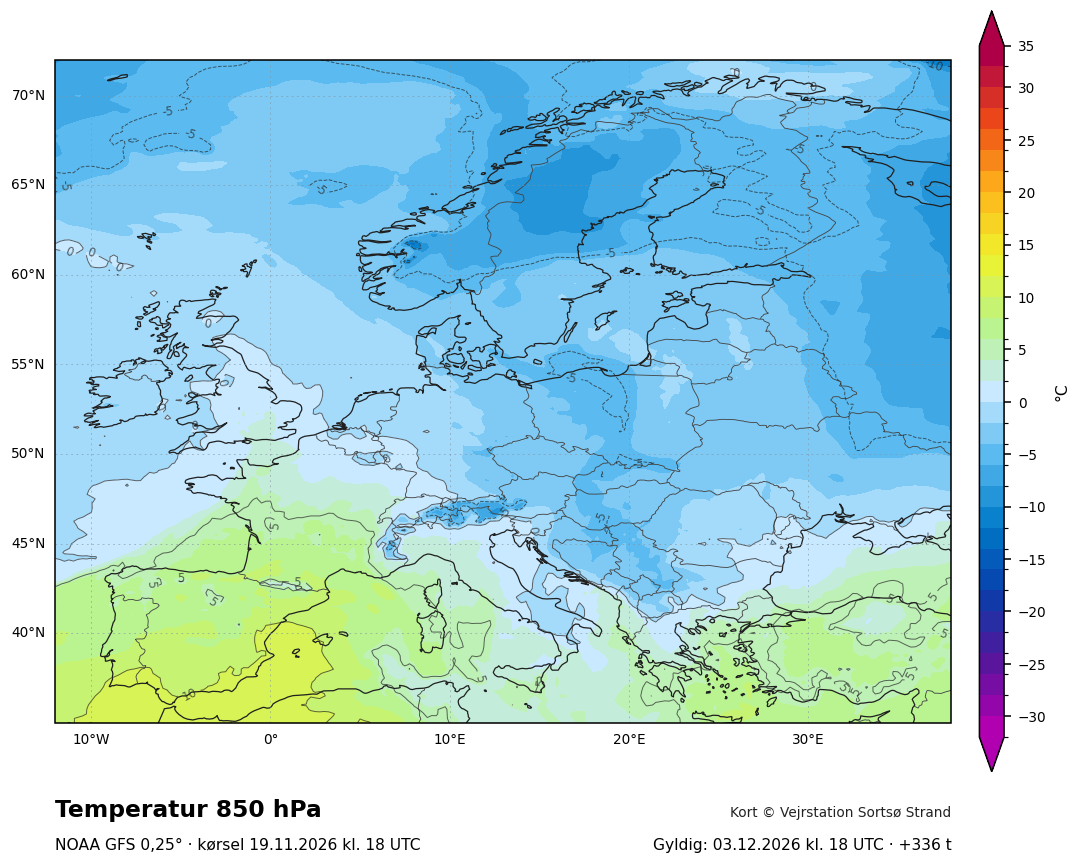 70°N
65°N
60°N
55°N
50°N
45°N
40°N
10°W
0°
10°E
20°E
30°E
35
30
25
20
15
10
5
0
−5
−10
−15
−20
−25
−30
°C
Temperatur 850 hPa
Kort © Vejrstation Sortsø Strand
NOAA GFS 0,25° · kørsel 19.11.2026 kl. 18 UTC
Gyldig: 03.12.2026 kl. 18 UTC · +336 t